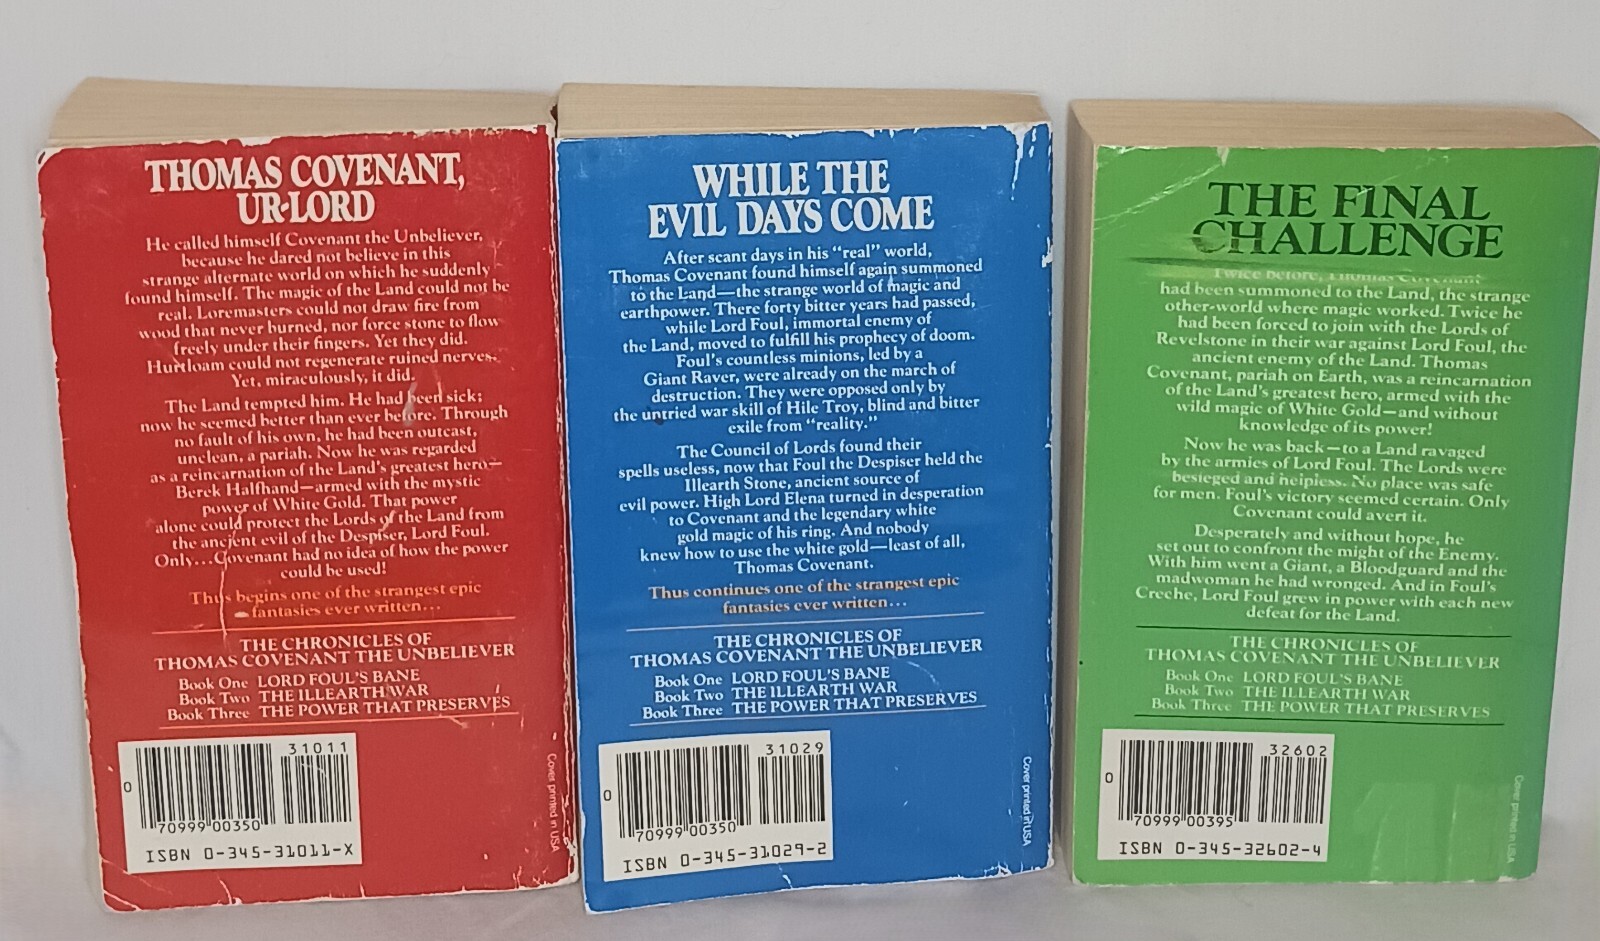 THOMAS COVENANT,
UR-LORD
He called himself Covenant the Unbeliever,
because he dared not believe in this
strange alternate world on which he suddenly
found himself. The magic of the Land could not be
real. Loremasters could not draw fire from
wood that never burned, nor force stone to flow
freely under their fingers. Yet they did.
Hurtloam could not regenerate ruined nerves.
Yet, miraculously, it did.
The Land tempted him. He had been sick;
now he seemed better than ever before. Through
no fault of his own, he had been outcast,
unclean, a pariah. Now he was regarded
as a reincarnation of the Land's greatest hero—
Berek Halfhand—armed with the mystic
power of White Gold. That power
alone could protect the Lords of the Land from
the ancient evil of the Despiser, Lord Foul.
Only...Covenant had no idea of how the power
could be used!
Thus begins one of the strangest epic
fantasies ever written...
THE CHRONICLES OF
THOMAS COVENANT THE UNBELIEVER
Book One LORD FOUL'S BANE
Book Two THE ILLEARTH WAR
Book Three THE POWER THAT PRESERVES
31011
0
70999 00350
ISBN 0-345-31011-X
Cover printed in USA
WHILE THE
EVIL DAYS COME
After scant days in his "real" world,
Thomas Covenant found himself again summoned
to the Land—the strange world of magic and
earthpower. There forty bitter years had passed,
while Lord Foul, immortal enemy of
the Land, moved to fulfill his prophecy of doom.
Foul's countless minions, led by a
Giant Raver, were already on the march of
destruction. They were opposed only by
the untried war skill of Hile Troy, blind and bitter
exile from "reality."
The Council of Lords found their
spells useless, now that Foul the Despiser held the
Illearth Stone, ancient source of
evil power. High Lord Elena turned in desperation
to Covenant and the legendary white
gold magic of his ring. And nobody
knew how to use the white gold—least of all,
Thomas Covenant.
Thus continues one of the strangest epic
fantasies ever written...
THE CHRONICLES OF
THOMAS COVENANT THE UNBELIEVER
Book One LORD FOUL'S BANE
Book Two THE ILLEARTH WAR
Book Three THE POWER THAT PRESERVES
31029
0
70999 00350
ISBN 0-345-31029-2
Cover printed in USA
THE FINAL
CHALLENGE
Twice before, Thomas Covenant
had been summoned to the Land, the strange
other-world where magic worked. Twice he
had been forced to join with the Lords of
Revelstone in their war against Lord Foul, the
ancient enemy of the Land. Thomas
Covenant, pariah on Earth, was a reincarnation
of the Land's greatest hero, armed with the
wild magic of White Gold—and without
knowledge of its power!
Now he was back—to a Land ravaged
by the armies of Lord Foul. The Lords were
besieged and helpless. No place was safe
for men. Foul's victory seemed certain. Only
Covenant could avert it.
Desperately and without hope, he
set out to confront the might of the Enemy.
With him went a Giant, a Bloodguard and the
madwoman he had wronged. And in Foul's
Creche, Lord Foul grew in power with each new
defeat for the Land.
THE CHRONICLES OF
THOMAS COVENANT THE UNBELIEVER
Book One LORD FOUL'S BANE
Book Two THE ILLEARTH WAR
Book Three THE POWER THAT PRESERVES
32602
0
70999 00395
ISBN 0-345-32602-4
Cover printed in USA